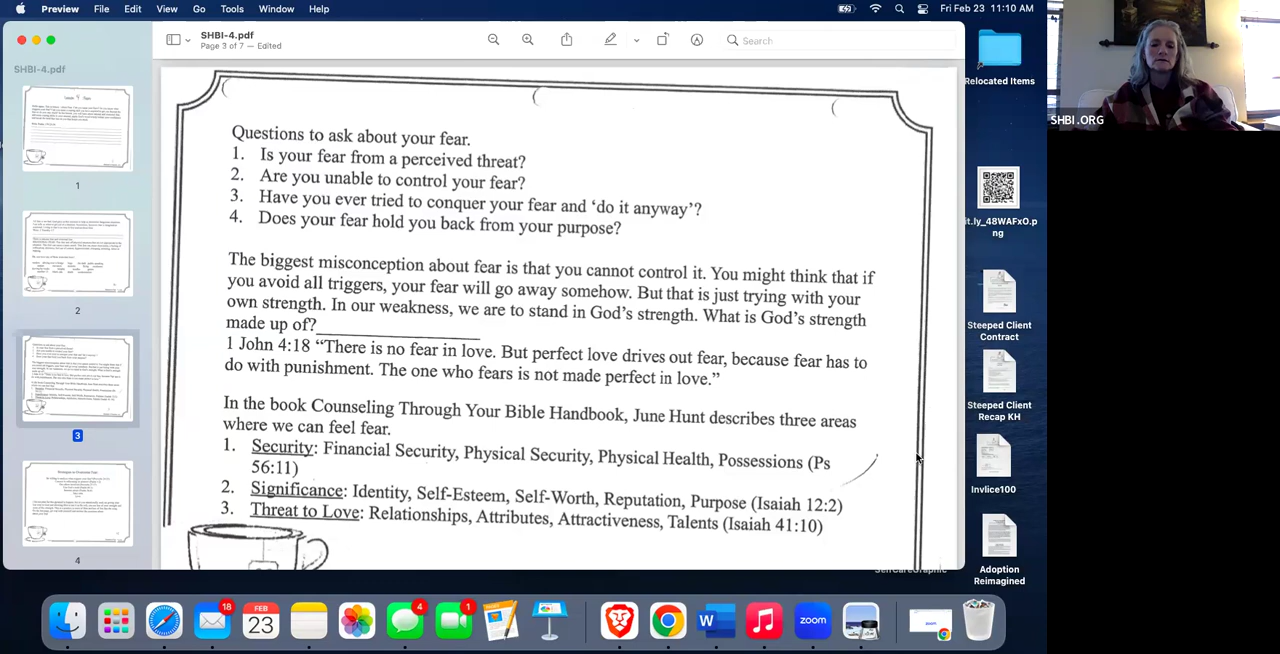 Preview File Edit View Go Tools Window Help
Fri Feb 23 11:10 AM
SHBI-4.pdf
Page 3 of 7 — Edited
Search
SHBI-4.pdf
1
2
3
4
Questions to ask about your fear.
1. Is your fear from a perceived threat?
2. Are you unable to control your fear?
3. Have you ever tried to conquer your fear and ‘do it anyway’?
4. Does your fear hold you back from your purpose?
The biggest misconception about fear is that you cannot control it. You might think that if
you avoid all triggers, your fear will go away somehow. But that is just trying with your
own strength. In our weakness, we are to stand in God’s strength. What is God’s strength
made up of?
1 John 4:18 “There is no fear in love. But perfect love drives out fear, because fear has to
do with punishment. The one who fears is not made perfect in love.”
In the book Counseling Through Your Bible Handbook, June Hunt describes three areas
where we can feel fear.
1. Security: Financial Security, Physical Security, Physical Health, Possessions (Ps
56:11)
2. Significance: Identity, Self-Esteem, Self-Worth, Reputation, Purpose (Isaiah 12:2)
3. Threat to Love: Relationships, Attributes, Attractiveness, Talents (Isaiah 41:10)
Relocated Items
it.ly_48WAFxO.p
ng
Steeped Client
Contract
Steeped Client
Recap KH
Invlice100
Adoption
Reimagined
SHBI.ORG
18
FEB
23
4
1
W
zoom
zoom